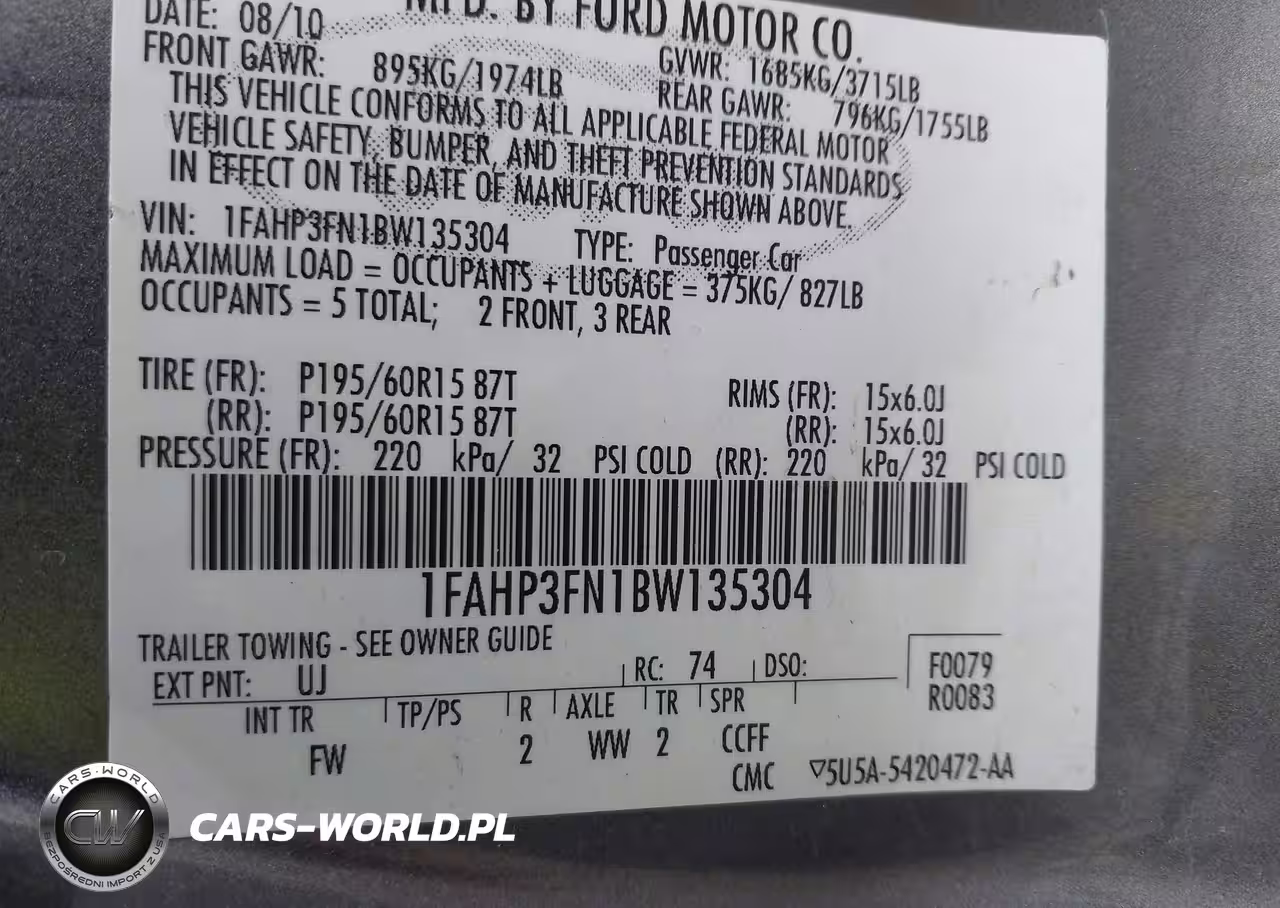 MFD. BY FORD MOTOR CO.
DATE: 08/10
GVWR: 1685KG/3715LB
FRONT GAWR: 895KG/1974LB
REAR GAWR: 796KG/1755LB
THIS VEHICLE CONFORMS TO ALL APPLICABLE FEDERAL MOTOR
VEHICLE SAFETY, BUMPER, AND THEFT PREVENTION STANDARDS
IN EFFECT ON THE DATE OF MANUFACTURE SHOWN ABOVE.
VIN: 1FAHP3FN1BW135304 TYPE: Passenger Car
MAXIMUM LOAD = OCCUPANTS + LUGGAGE = 375KG/ 827LB
OCCUPANTS = 5 TOTAL; 2 FRONT, 3 REAR
TIRE (FR): P195/60R15 87T RIMS (FR): 15x6.0J
(RR): P195/60R15 87T (RR): 15x6.0J
PRESSURE (FR): 220 kPa/ 32 PSI COLD (RR): 220 kPa/ 32 PSI COLD
1FAHP3FN1BW135304
TRAILER TOWING - SEE OWNER GUIDE
EXT PNT: UJ RC: 74 DSO: F0079
R0083
INT TR TP/PS R AXLE TR SPR
FW 2 WW 2 CCFF
CMC ▽5U5A-5420472-AA
CARS-WORLD
CW
BEZPOŚREDNI IMPORT Z USA
CARS-WORLD.PL